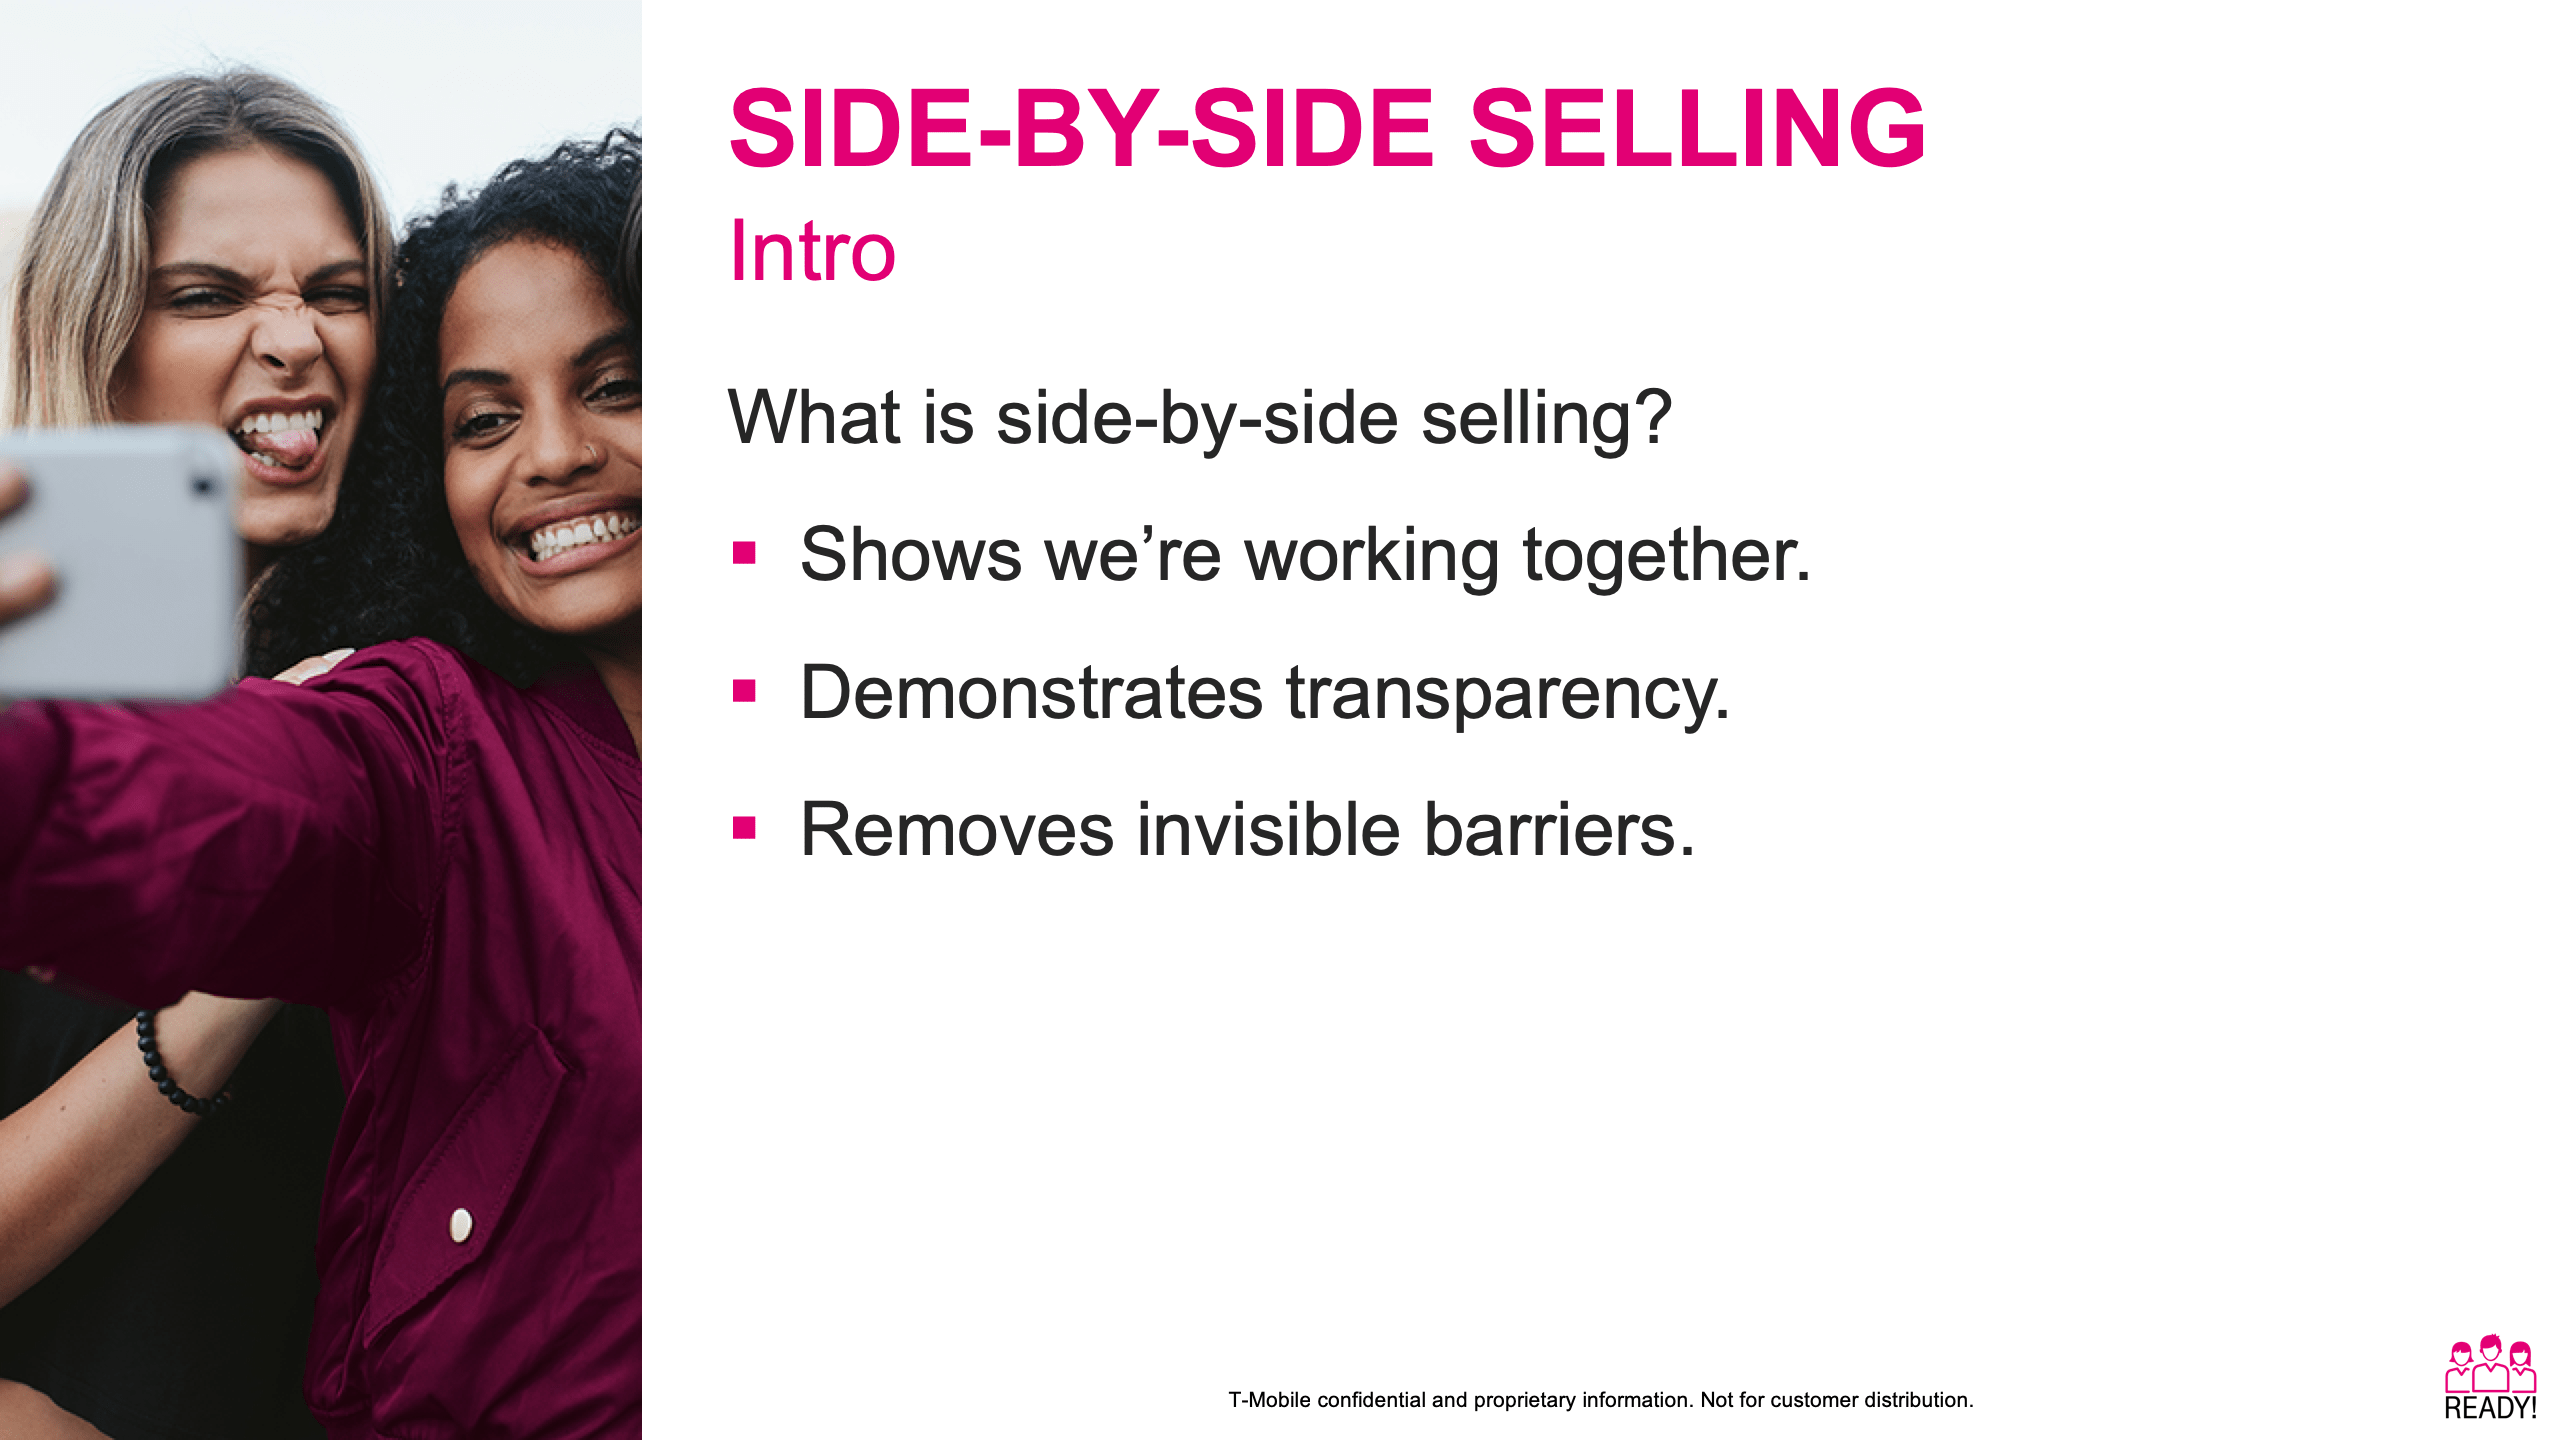 SIDE-BY-SIDE SELLING
Intro
What is side-by-side selling?
▪ Shows we’re working together.
▪ Demonstrates transparency.
▪ Removes invisible barriers.
T-Mobile confidential and proprietary information. Not for customer distribution.
READY!